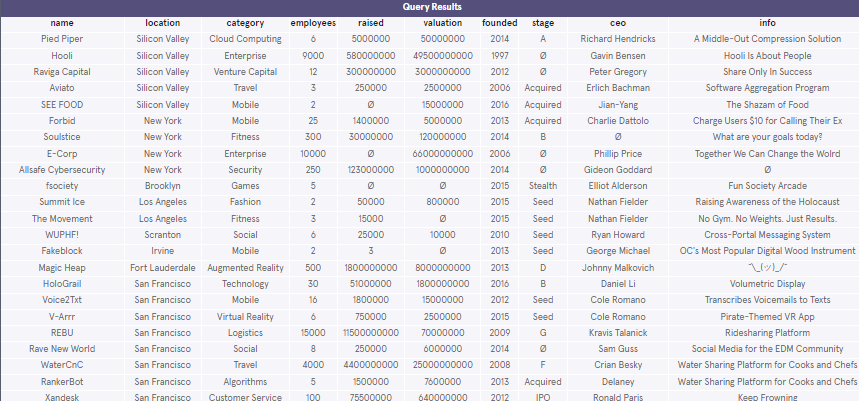 Query Results
name location category employees raised valuation founded stage ceo info
Pied Piper Silicon Valley Cloud Computing 6 5000000 50000000 2014 A Richard Hendricks A Middle-Out Compression Solution
Hooli Silicon Valley Enterprise 9000 580000000 49500000000 1997 Ø Gavin Bensen Hooli Is About People
Raviga Capital Silicon Valley Venture Capital 12 300000000 3000000000 2012 Ø Peter Gregory Share Only In Success
Aviato Silicon Valley Travel 3 250000 2500000 2006 Acquired Erlich Bachman Software Aggregation Program
SEE FOOD Silicon Valley Mobile 2 Ø 15000000 2016 Acquired Jian-Yang The Shazam of Food
Forbid New York Mobile 25 1400000 5000000 2013 Acquired Charlie Dattolo Charge Users $10 for Calling Their Ex
Soulstice New York Fitness 300 30000000 120000000 2014 B Ø What are your goals today?
E-Corp New York Enterprise 10000 Ø 66000000000 2006 Ø Phillip Price Together We Can Change the Wolrd
Allsafe Cybersecurity New York Security 250 123000000 1000000000 2014 Ø Gideon Goddard Ø
fsociety Brooklyn Games 5 Ø Ø 2015 Stealth Elliot Alderson Fun Society Arcade
Summit Ice Los Angeles Fashion 2 50000 800000 2015 Seed Nathan Fielder Raising Awareness of the Holocaust
The Movement Los Angeles Fitness 3 15000 Ø 2015 Seed Nathan Fielder No Gym. No Weights. Just Results.
WUPHF! Scranton Social 6 25000 10000 2010 Seed Ryan Howard Cross-Portal Messaging System
Fakeblock Irvine Mobile 2 3 Ø 2013 Seed George Michael OC's Most Popular Digital Wood Instrument
Magic Heap Fort Lauderdale Augmented Reality 500 1800000000 8000000000 2013 D Johnny Malkovich ¯\_(ツ)_/¯
HoloGrail San Francisco Technology 30 51000000 1800000000 2016 B Daniel Li Volumetric Display
Voice2Txt San Francisco Mobile 16 1800000 15000000 2012 Seed Cole Romano Transcribes Voicemails to Texts
V-Arrr San Francisco Virtual Reality 6 750000 2500000 2015 Seed Cole Romano Pirate-Themed VR App
REBU San Francisco Logistics 15000 11500000000 70000000 2009 G Kravis Talanick Ridesharing Platform
Rave New World San Francisco Social 8 250000 6000000 2014 Ø Sam Guss Social Media for the EDM Community
WaterCnC San Francisco Travel 4000 4400000000 25000000000 2008 F Crian Besky Water Sharing Platform for Cooks and Chefs
RankerBot San Francisco Algorithms 5 1500000 7600000 2013 Acquired Delaney Water Sharing Platform for Cooks and Chefs
Xandesk San Francisco Customer Service 100 75500000 640000000 2012 IPO Ronald Paris Keep Frowning